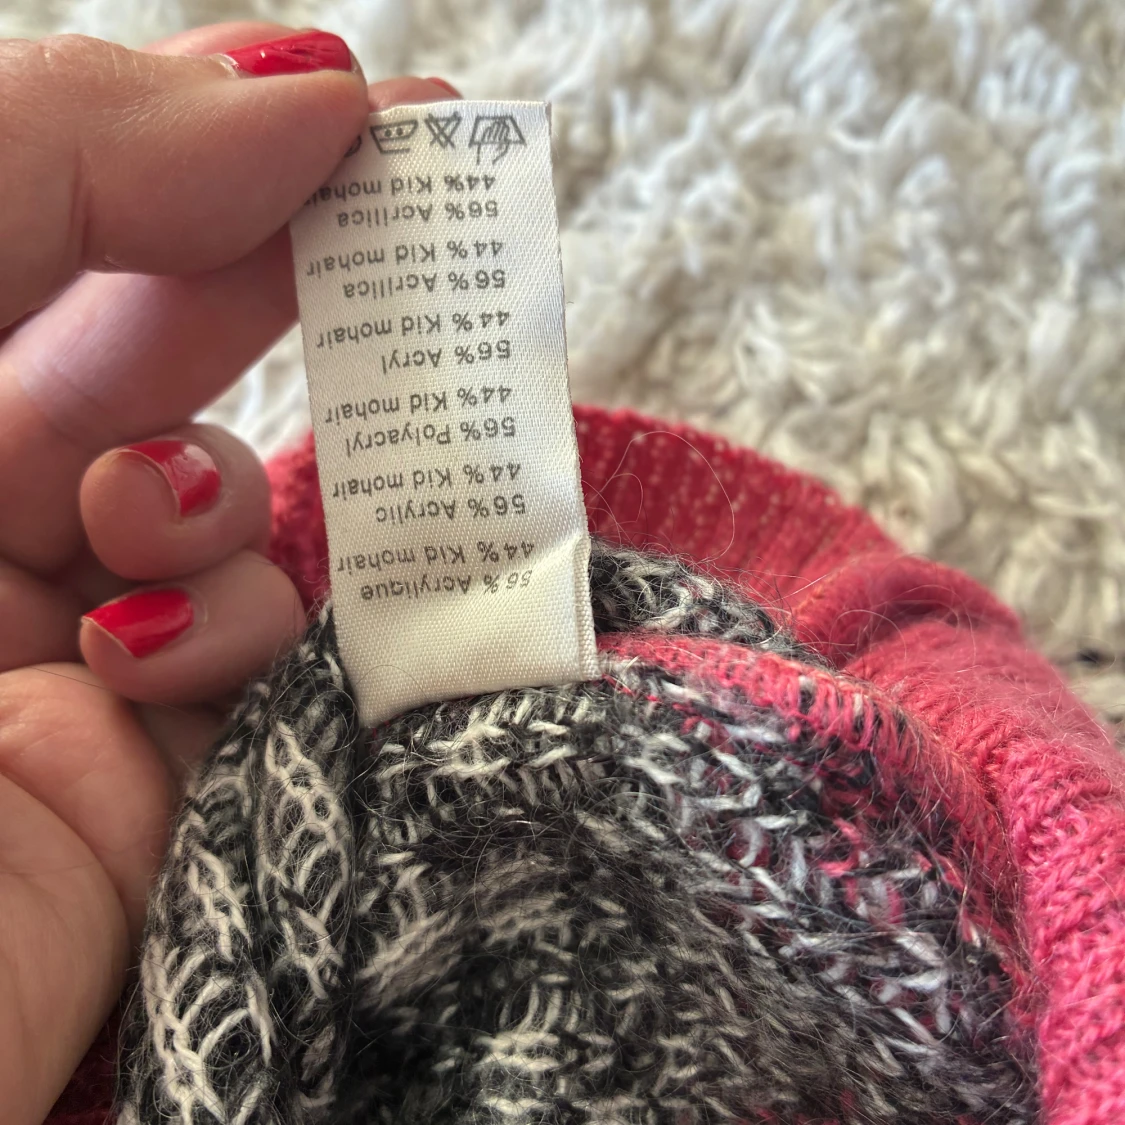 56% Acrylique
44% Kid mohair
56% Acrylic
44% Kid mohair
56% Polyacryl
44% Kid mohair
56% Acryl
44% Kid mohair
56% Acrilica
44% Kid mohair
56% Acrilica
44% Kid mohair